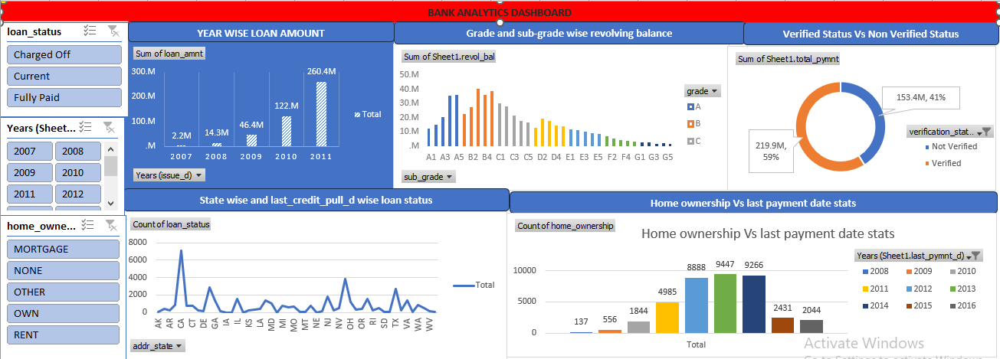 BANK ANALYTICS DASHBOARD
loan_status
Charged Off
Current
Fully Paid
Years (Sheet...
2007 2008
2009 2010
2011 2012
home_owne...
MORTGAGE
NONE
OTHER
OWN
RENT
YEAR WISE LOAN AMOUNT
Sum of loan_amnt
300.M
200.M
100.M
.M
2.2M 14.3M 46.4M 122.M 260.4M
2007 2008 2009 2010 2011
Total
Years (issue_d)
Grade and sub-grade wise revolving balance
Sum of Sheet1.revol_bal
50.M
40.M
30.M
20.M
10.M
.M
A1 A3 A5 B2 B4 C1 C3 C5 D2 D4 E1 E3 E5 F2 F4 G1 G3 G5
grade
A
B
C
sub_grade
Verified Status Vs Non Verified Status
Sum of Sheet1.total_pymnt
153.4M, 41%
219.9M,
59%
verification_stat...
Not Verified
Verified
State wise and last_credit_pull_d wise loan status
Count of loan_status
8000
6000
4000
2000
0
AK AR CA CT DE GA IA IL KS LA MD MI MO MT NE NJ NV OH OR RI SD TX VA WA WV
Total
addr_state
Home ownership Vs last payment date stats
Count of home_ownership
Home ownership Vs last payment date stats
10000
5000
0
137 556 1844 4985 8888 9447 9266 2431 2044
Total
Years (Sheet1.last_pymnt_d)
2008 2009 2010
2011 2012 2013
2014 2015 2016
Activate Windows